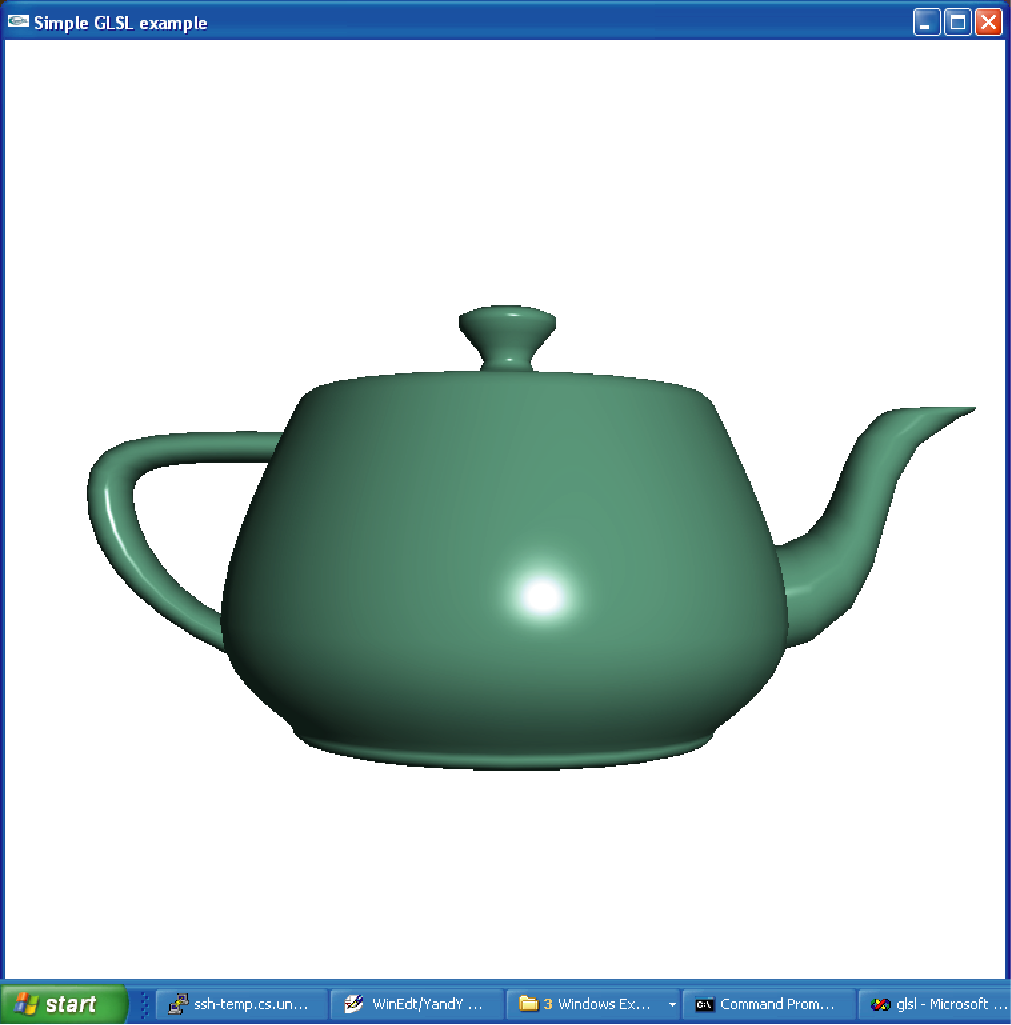 Simple GLSL example
start
ssh-temp.cs.un...
WinEdt/YandY ...
3 Windows Ex...
C:\
Command Prom...
glsl - Microsoft ...